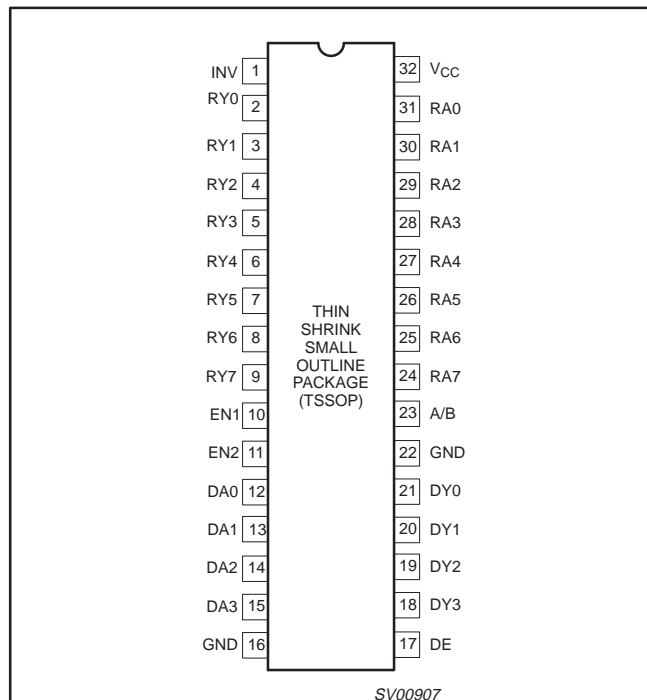 INV 1 32 VCC
RY0 2 31 RA0
RY1 3 30 RA1
RY2 4 29 RA2
RY3 5 28 RA3
RY4 6 27 RA4
RY5 7 26 RA5
RY6 8 25 RA6
RY7 9 24 RA7
EN1 10 23 A/B
EN2 11 22 GND
DA0 12 21 DY0
DA1 13 20 DY1
DA2 14 19 DY2
DA3 15 18 DY3
GND 16 17 DE
THIN
SHRINK
SMALL
OUTLINE
PACKAGE
(TSSOP)
SV00907